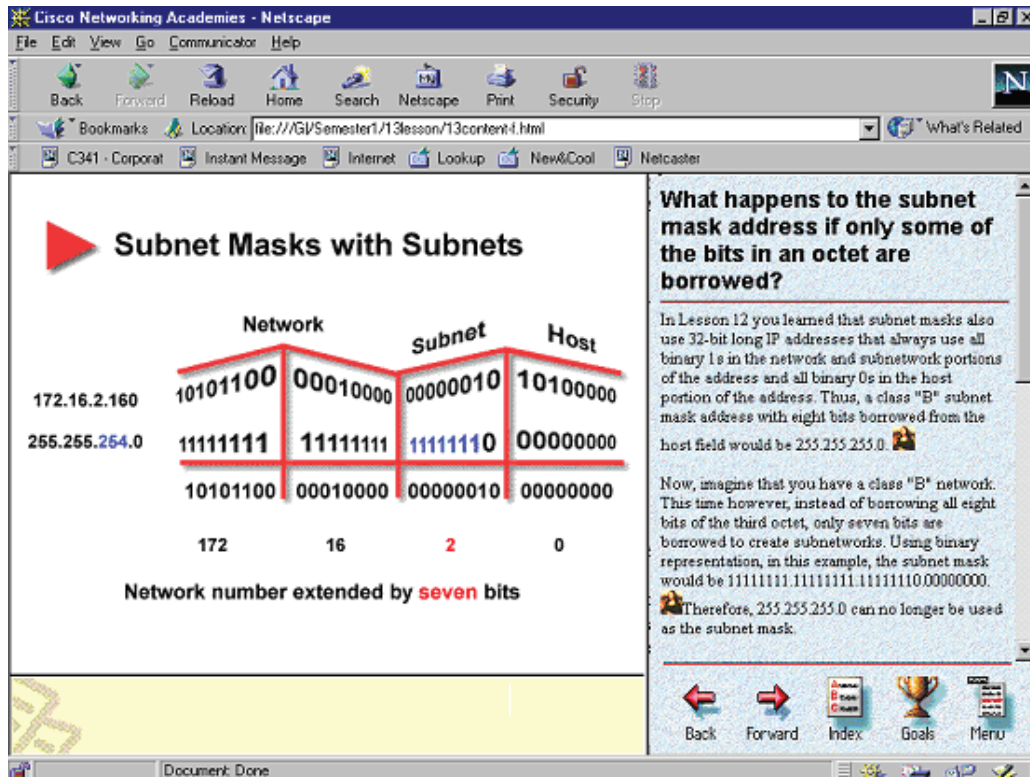 Cisco Networking Academies - Netscape
File Edit View Go Communicator Help
Back Forward Reload Home Search Netscape Print Security Stop
N
Bookmarks Location: file:///G|/Semester1/13lesson/13content-f.html What's Related
C341 - Corporat Instant Message Internet Lookup New&Cool Netcaster
Subnet Masks with Subnets
Network Subnet Host
172.16.2.160 10101100 00010000 00000010 10100000
255.255.254.0 11111111 11111111 11111110 00000000
10101100 00010000 00000010 00000000
172 16 2 0
Network number extended by seven bits
What happens to the subnet
mask address if only some of
the bits in an octet are
borrowed?
In Lesson 12 you learned that subnet masks also
use 32-bit long IP addresses that always use all
binary 1s in the network and subnetwork portions
of the address and all binary 0s in the host
portion of the address. Thus, a class "B" subnet
mask address with eight bits borrowed from the
host field would be 255.255.255.0.
Now, imagine that you have a class "B" network.
This time however, instead of borrowing all eight
bits of the third octet, only seven bits are
borrowed to create subnetworks. Using binary
representation, in this example, the subnet mask
would be 11111111.11111111.11111110.00000000.
Therefore, 255.255.255.0 can no longer be used
as the subnet mask.
Back Forward Index Goals Menu
Document: Done